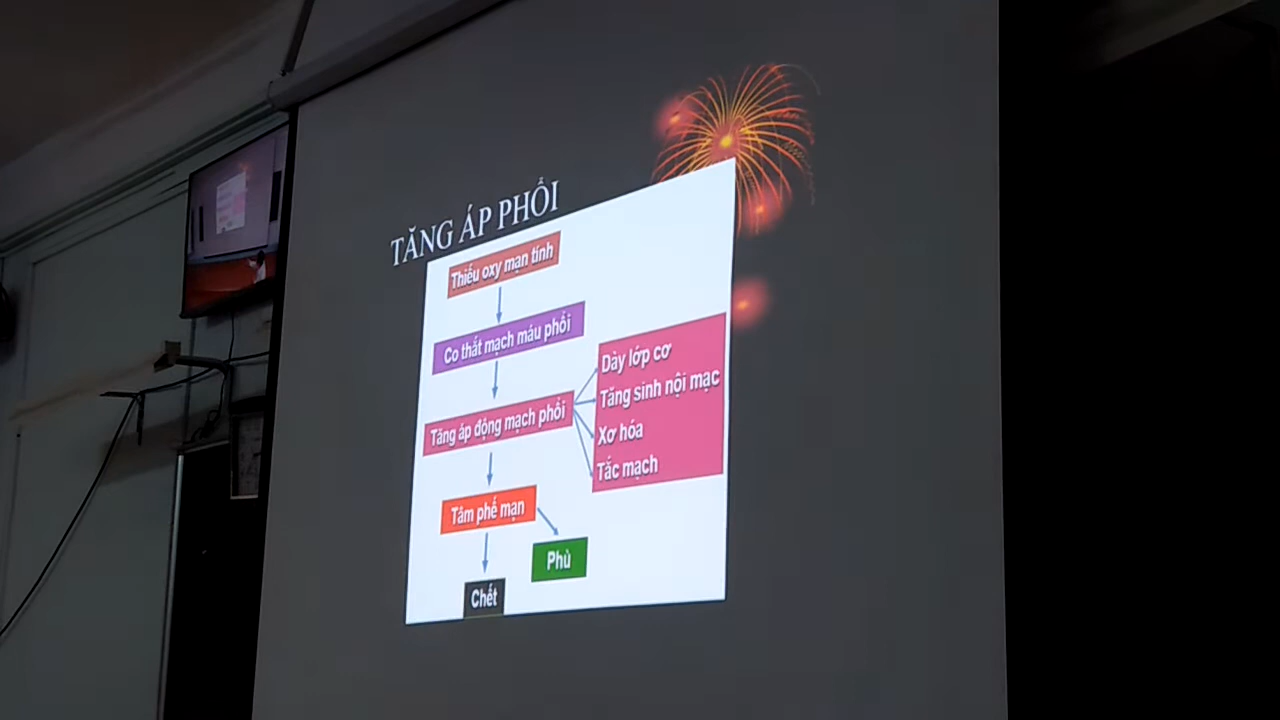 TĂNG ÁP PHỔI
Thiếu oxy mạn tính
Co thắt mạch máu phổi
Tăng áp động mạch phổi
Dày lớp cơ
Tăng sinh nội mạc
Xơ hóa
Tắc mạch
Tâm phế mạn
Phù
Chết